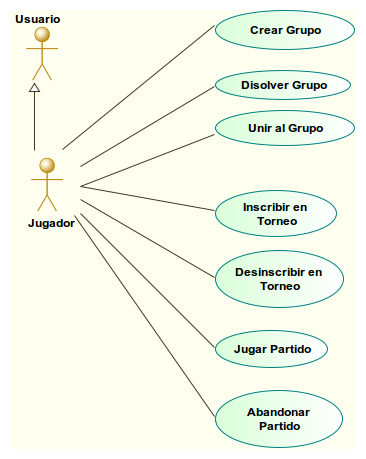 Usuario
Crear Grupo
Disolver Grupo
Unir al Grupo
Jugador
Inscribir en
Torneo
Desinscribir en
Torneo
Jugar Partido
Abandonar
Partido